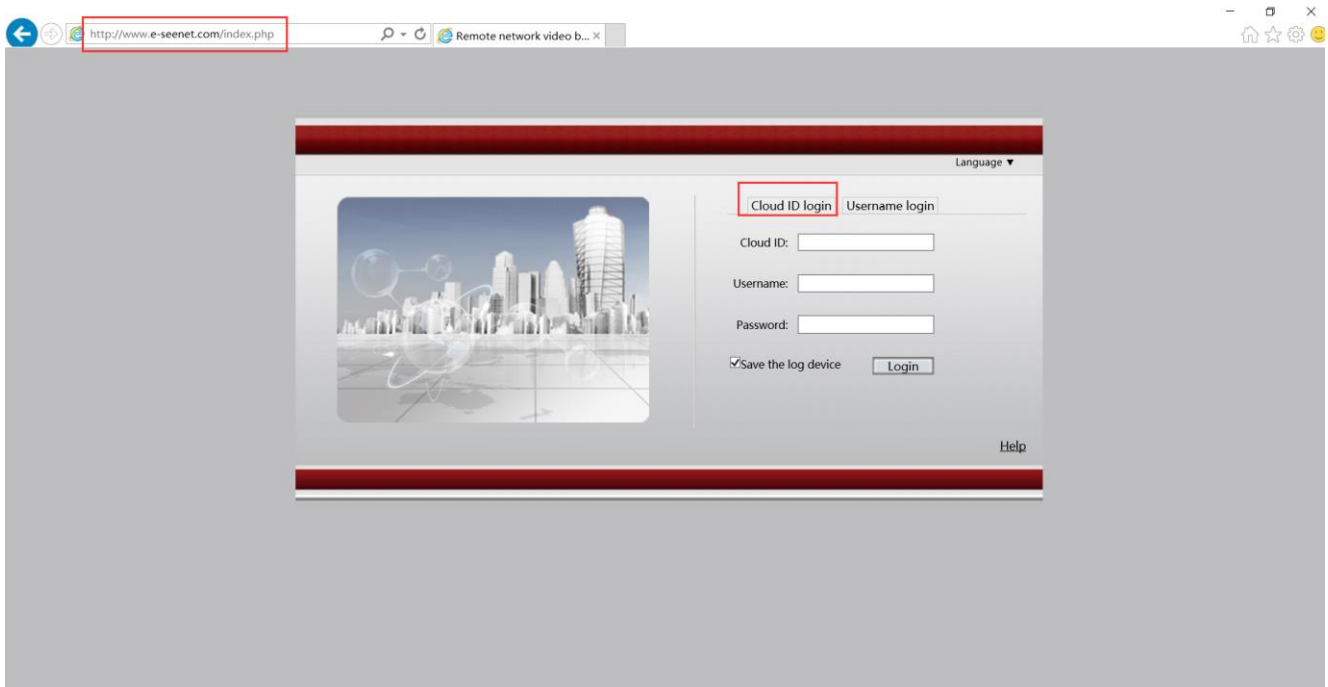 http://www.e-seenet.com/index.php
Remote network video b...
Language ▼
Cloud ID login Username login
Cloud ID:
Username:
Password:
Save the log device Login
Help